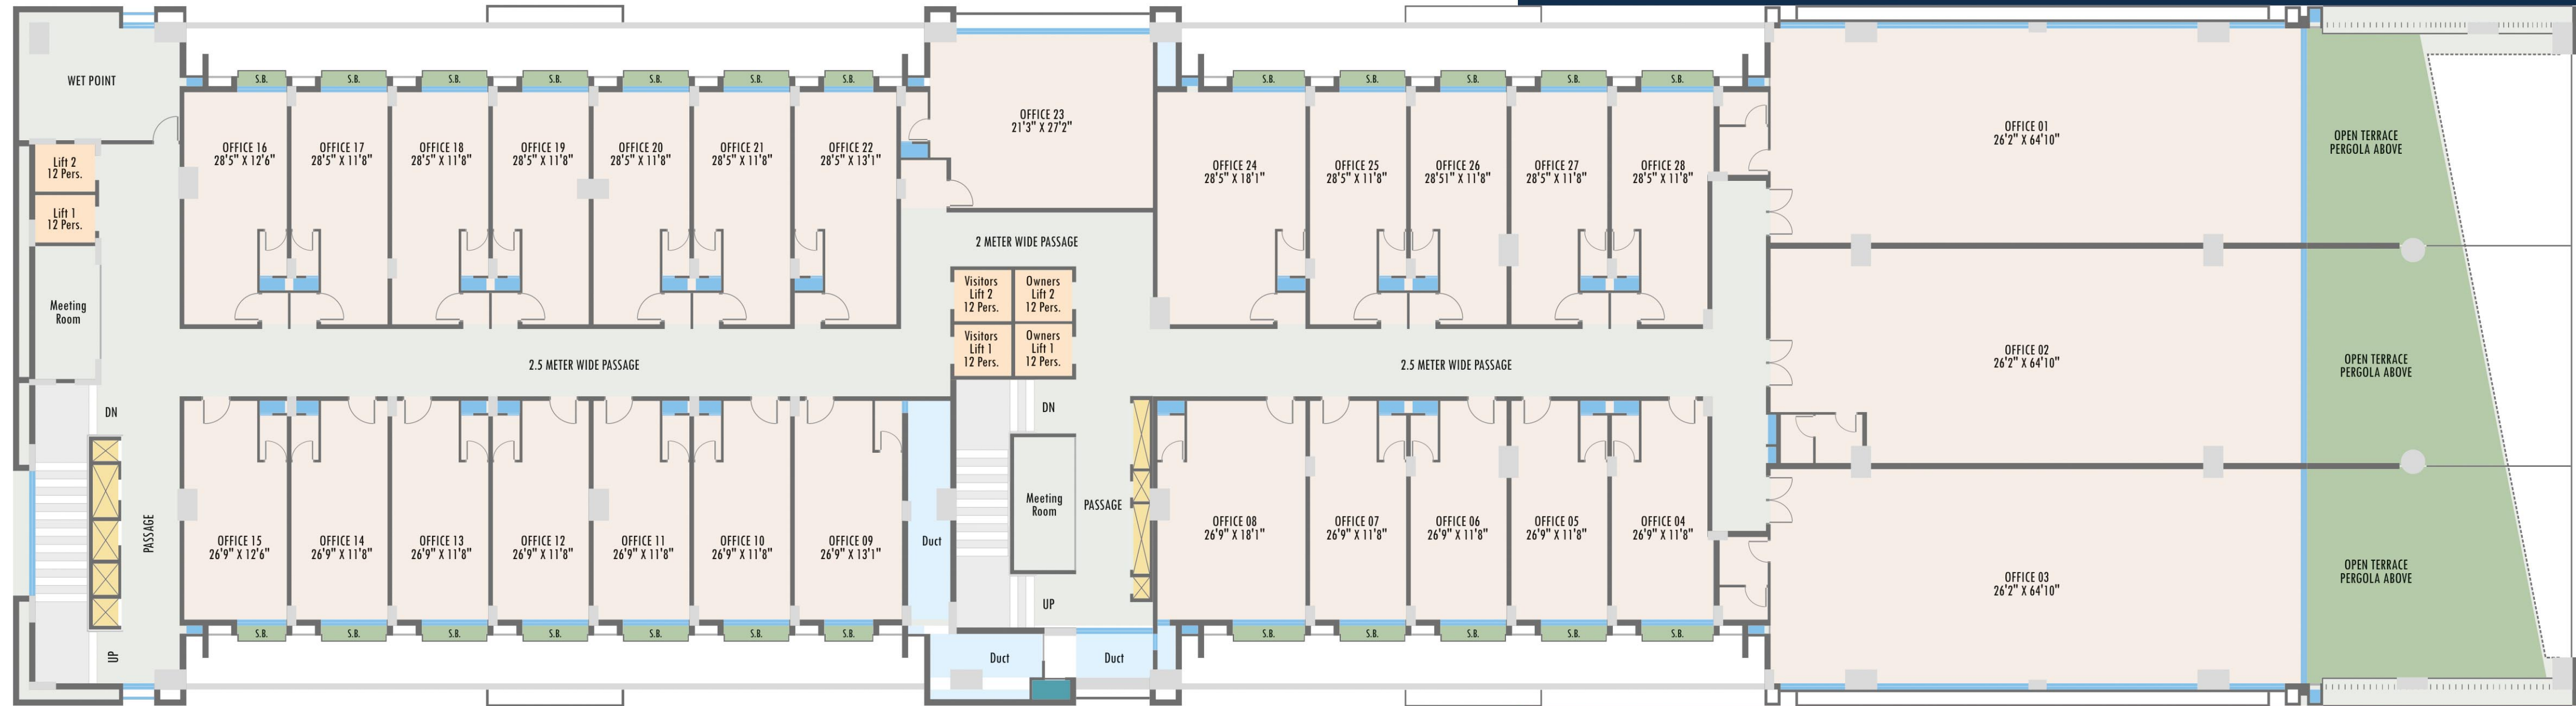 WET POINT
Lift 2
12 Pers.
Lift 1
12 Pers.
Meeting
Room
DN
PASSAGE
UP
S.B.
S.B.
S.B.
S.B.
S.B.
S.B.
S.B.
OFFICE 16
28'5" X 12'6"
OFFICE 17
28'5" X 11'8"
OFFICE 18
28'5" X 11'8"
OFFICE 19
28'5" X 11'8"
OFFICE 20
28'5" X 11'8"
OFFICE 21
28'5" X 11'8"
OFFICE 22
28'5" X 13'1"
2.5 METER WIDE PASSAGE
OFFICE 15
26'9" X 12'6"
OFFICE 14
26'9" X 11'8"
OFFICE 13
26'9" X 11'8"
OFFICE 12
26'9" X 11'8"
OFFICE 11
26'9" X 11'8"
OFFICE 10
26'9" X 11'8"
OFFICE 09
26'9" X 13'1"
S.B.
S.B.
S.B.
S.B.
S.B.
S.B.
S.B.
OFFICE 23
21'3" X 27'2"
2 METER WIDE PASSAGE
Visitors
Lift 2
12 Pers.
Owners
Lift 2
12 Pers.
Visitors
Lift 1
12 Pers.
Owners
Lift 1
12 Pers.
DN
Duct
Meeting
Room
PASSAGE
UP
Duct
Duct
S.B.
S.B.
S.B.
S.B.
S.B.
OFFICE 24
28'5" X 18'1"
OFFICE 25
28'5" X 11'8"
OFFICE 26
28'51" X 11'8"
OFFICE 27
28'5" X 11'8"
OFFICE 28
28'5" X 11'8"
2.5 METER WIDE PASSAGE
OFFICE 08
26'9" X 18'1"
OFFICE 07
26'9" X 11'8"
OFFICE 06
26'9" X 11'8"
OFFICE 05
26'9" X 11'8"
OFFICE 04
26'9" X 11'8"
S.B.
S.B.
S.B.
S.B.
S.B.
OFFICE 01
26'2" X 64'10"
OPEN TERRACE
PERGOLA ABOVE
OFFICE 02
26'2" X 64'10"
OPEN TERRACE
PERGOLA ABOVE
OFFICE 03
26'2" X 64'10"
OPEN TERRACE
PERGOLA ABOVE